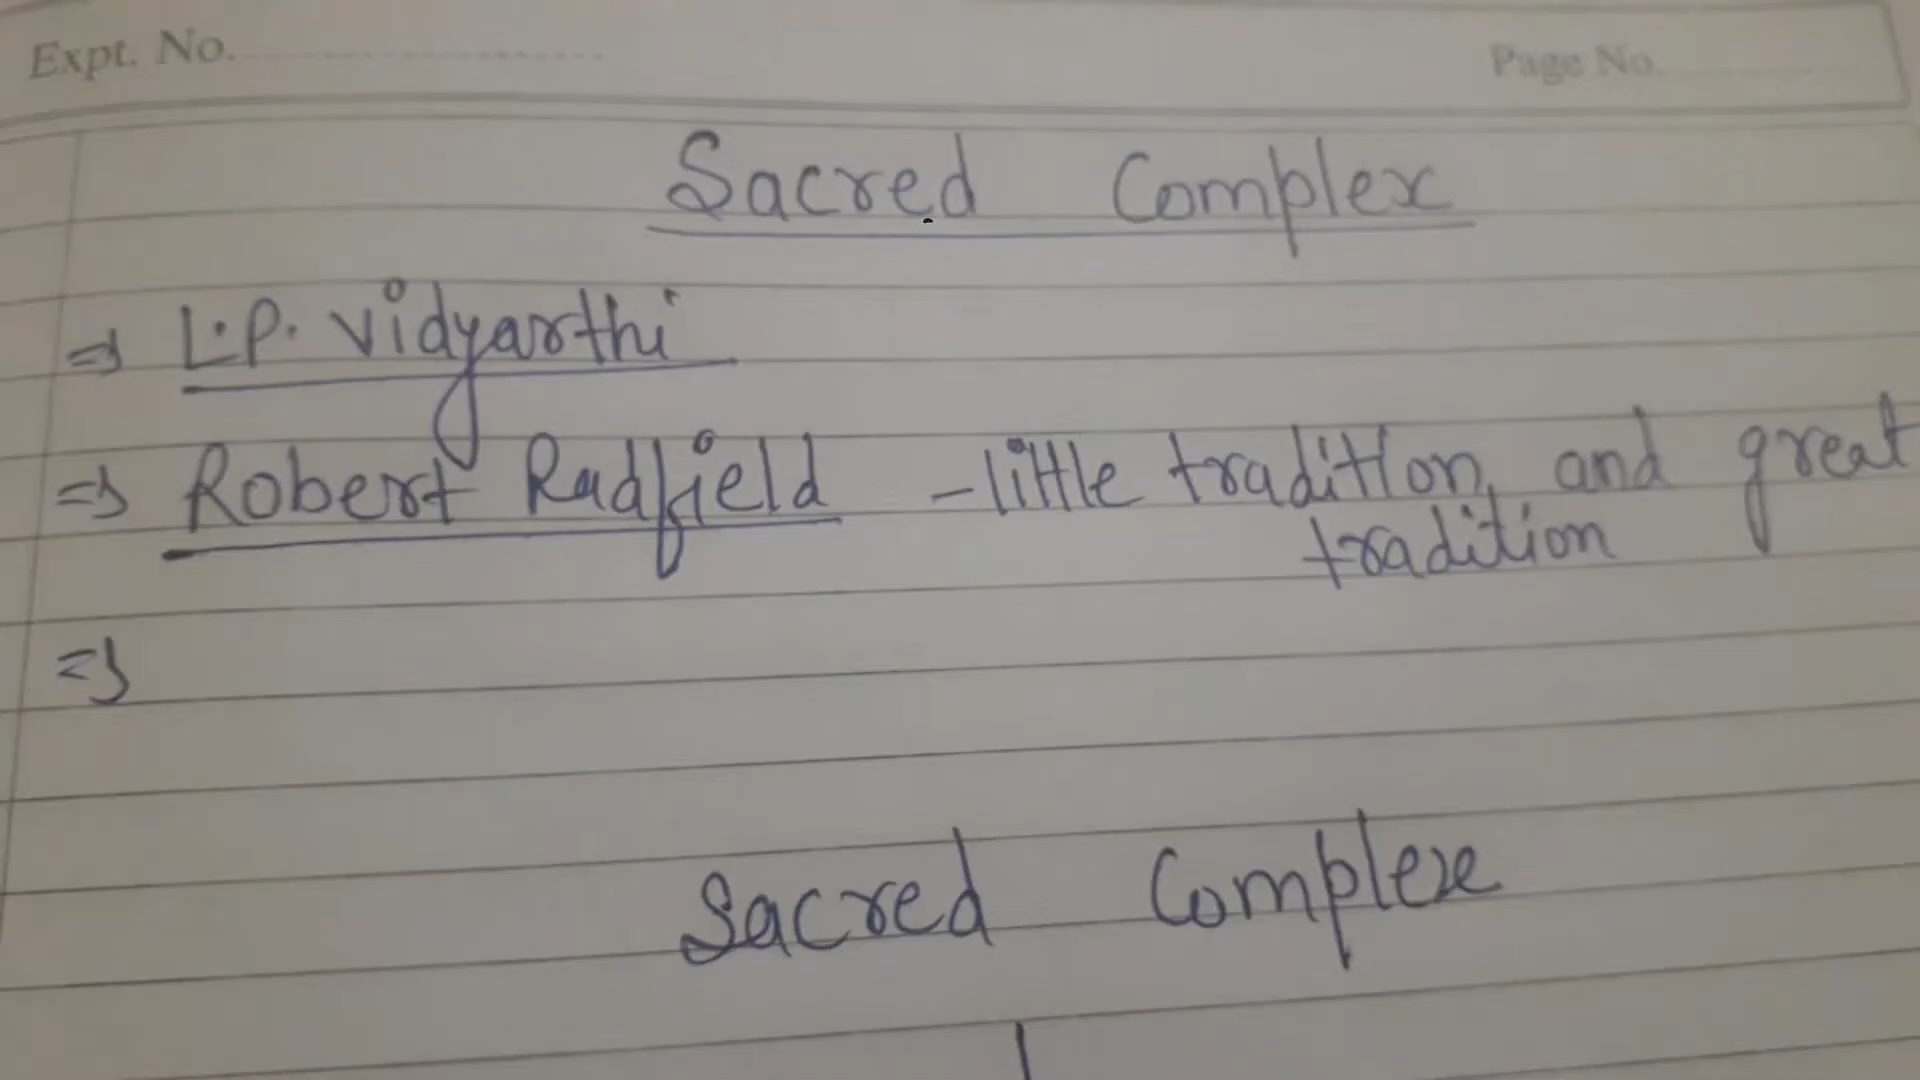 Expt. No.
Page No.
Sacred Complex
⇒ L.P. Vidyarthi
⇒ Robert Radfield - little tradition and great
tradition
⇒
Sacred Complex